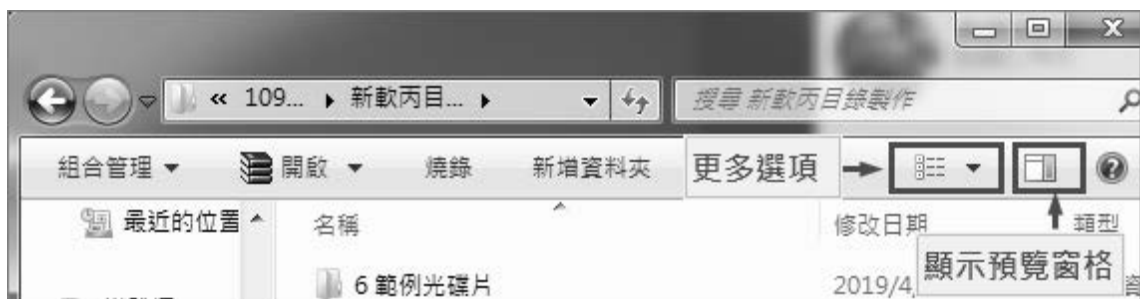 « 109... ▸ 新軟丙目... ▸ 搜尋 新軟丙目錄製作
組合管理 ▼ 開啟 ▼ 燒錄 新增資料夾 更多選項
最近的位置 名稱 修改日期 類型
顯示預覽窗格
6 範例光碟片 2019/4